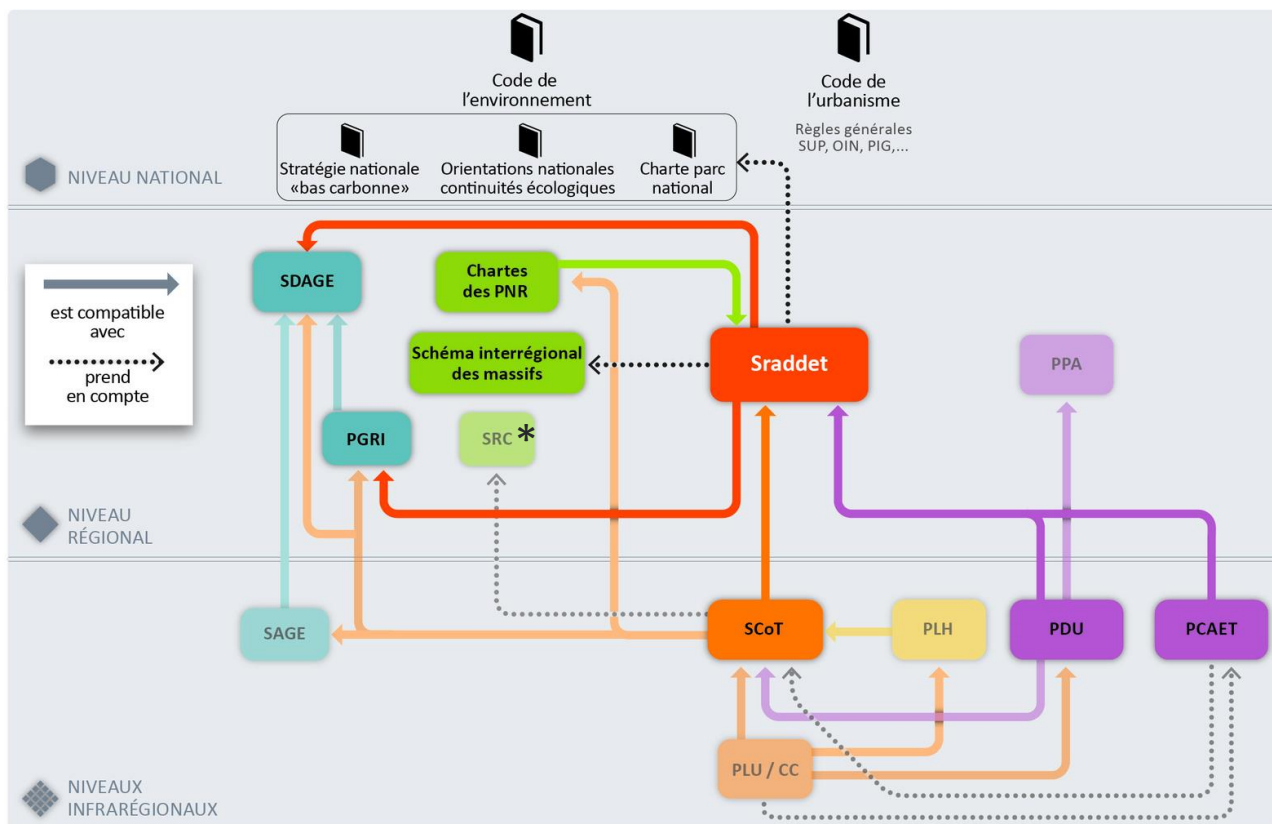 Code de
l'environnement
Code de
l'urbanisme
Règles générales
SUP, OIN, PIG,...
Stratégie nationale
«bas carbonne»
Orientations nationales
continuités écologiques
Charte parc
national
NIVEAU NATIONAL
SDAGE
Chartes
des PNR
est compatible
avec
prend
en compte
Schéma interrégional
des massifs
Sraddet
PPA
PGRI
SRC *
NIVEAU
RÉGIONAL
SAGE
SCoT
PLH
PDU
PCAET
PLU / CC
NIVEAUX
INFRARÉGIONAUX